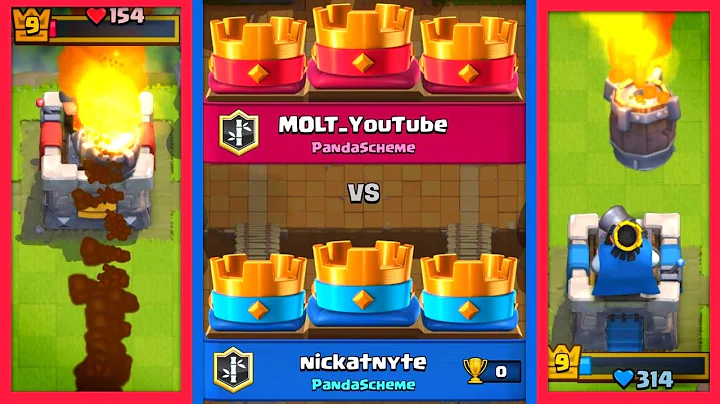 9 154
MOLT_YouTube
PandaScheme
VS
nickatnyte
PandaScheme
0
9
314